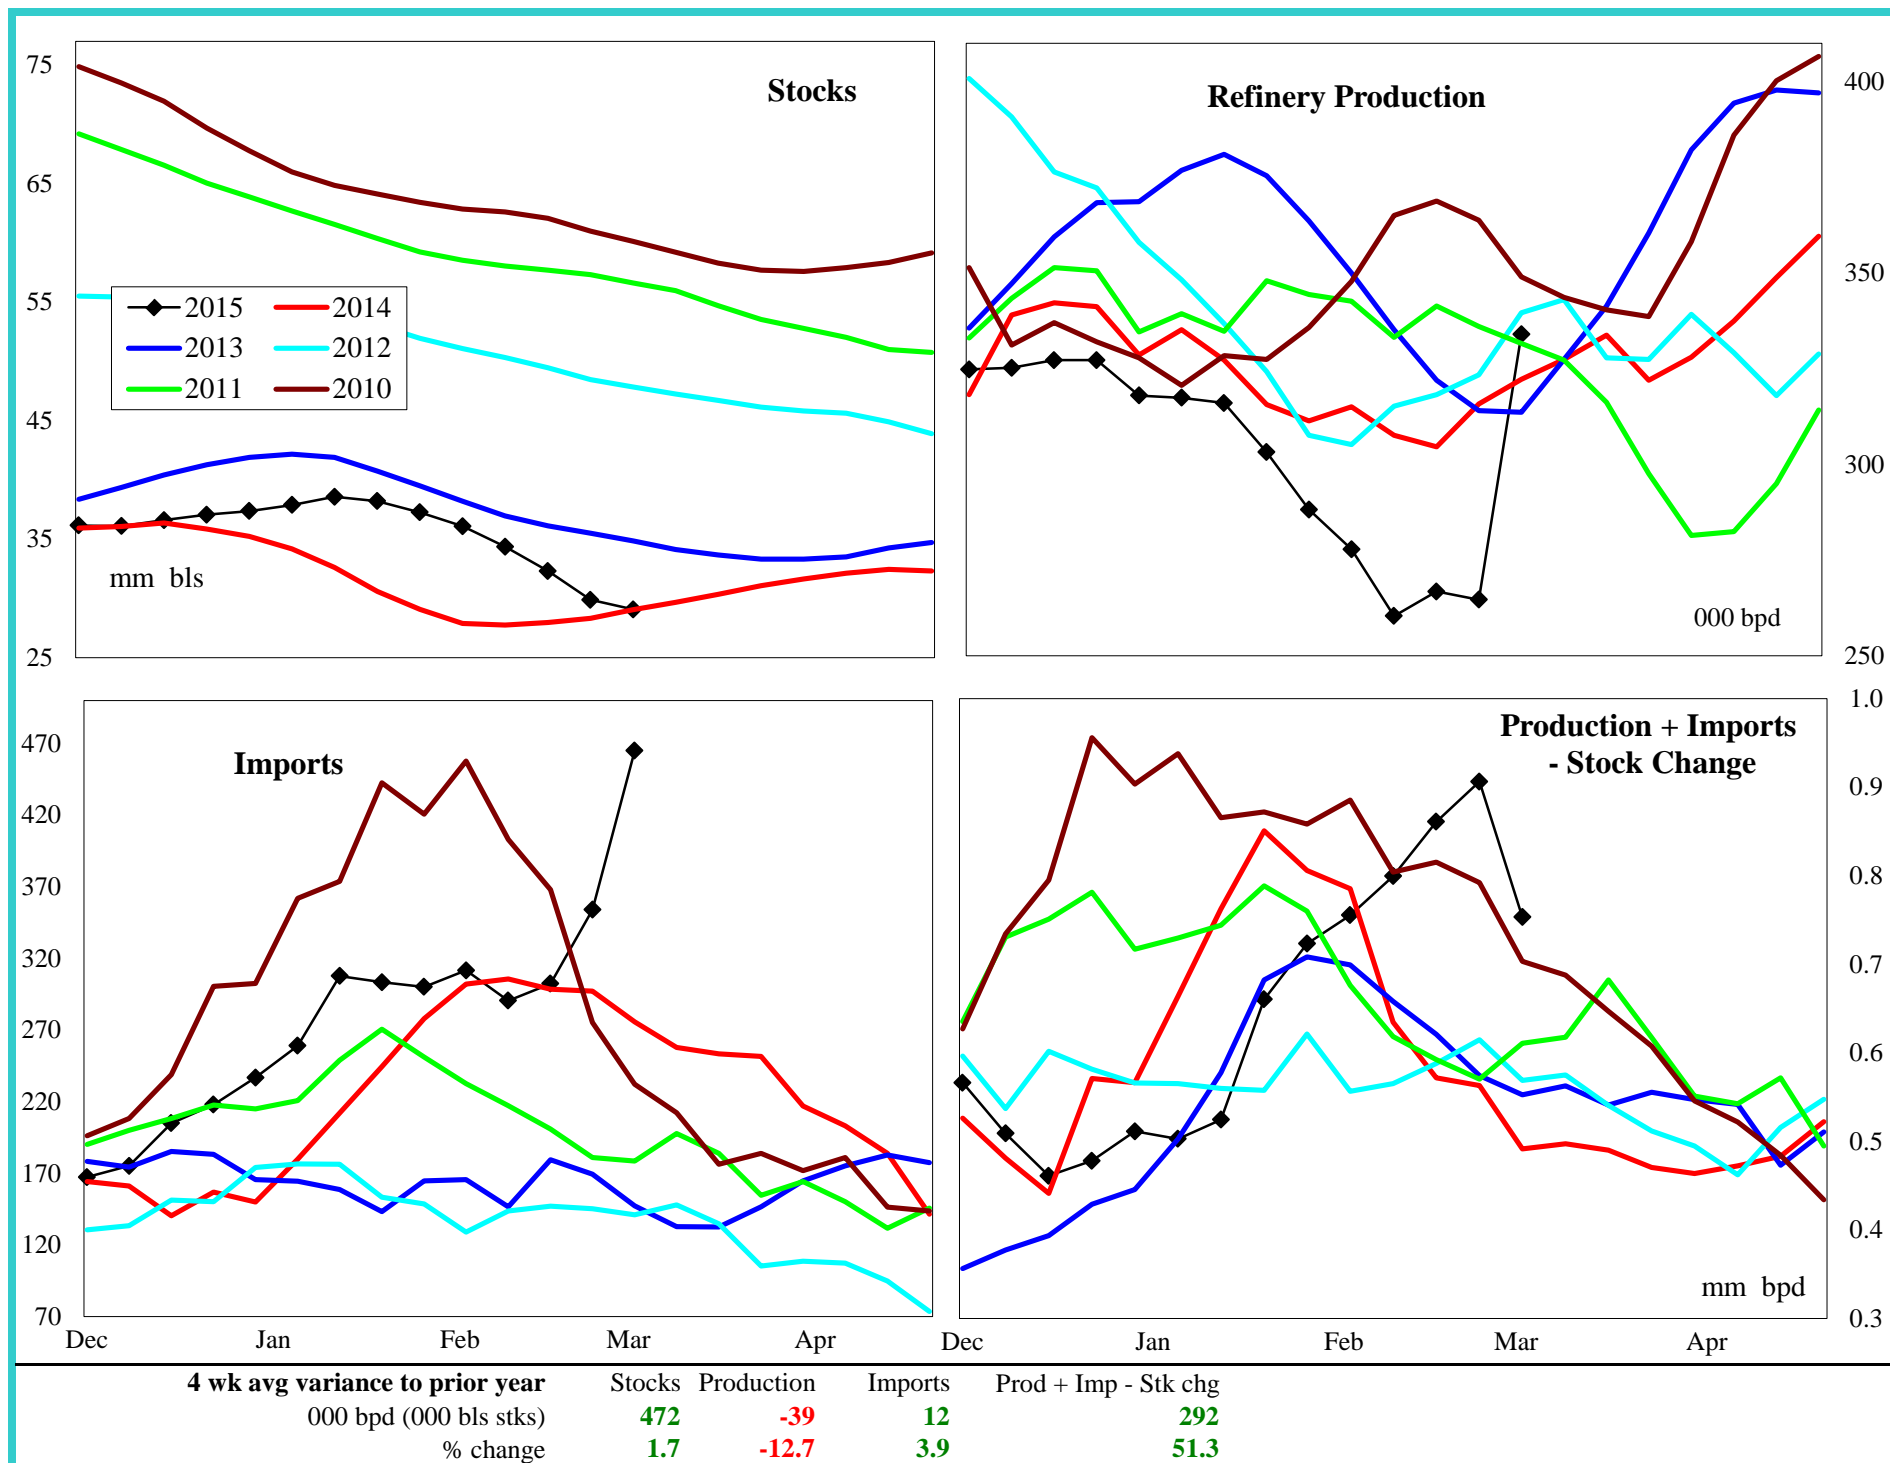 Stocks
75
65
55
45
35
25
2015 2014
2013 2012
2011 2010
mm bls
Refinery Production
400
350
300
250
000 bpd
Imports
470
420
370
320
270
220
170
120
70
Dec Jan Feb Mar Apr
Production + Imports
- Stock Change
1.0
0.9
0.8
0.7
0.6
0.5
0.4
0.3
mm bpd
Dec Jan Feb Mar Apr
4 wk avg variance to prior year Stocks Production Imports Prod + Imp - Stk chg
000 bpd (000 bls stks) 472 -39 12 292
% change 1.7 -12.7 3.9 51.3